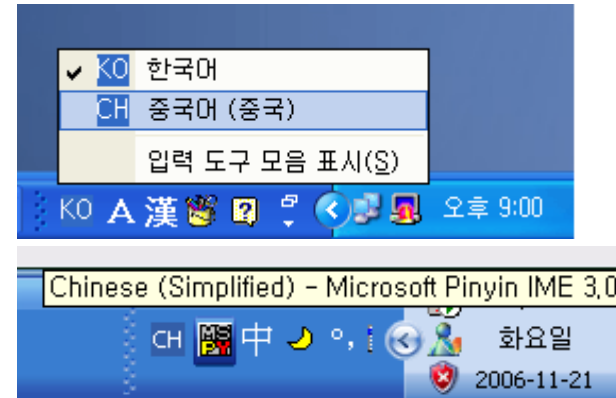 ✓ KO 한국어
CH 중국어 (중국)
입력 도구 모음 표시(S)
KO A 漢 오후 9:00
Chinese (Simplified) - Microsoft Pinyin IME 3,0
CH MSPY 中 °, 화요일
2006-11-21